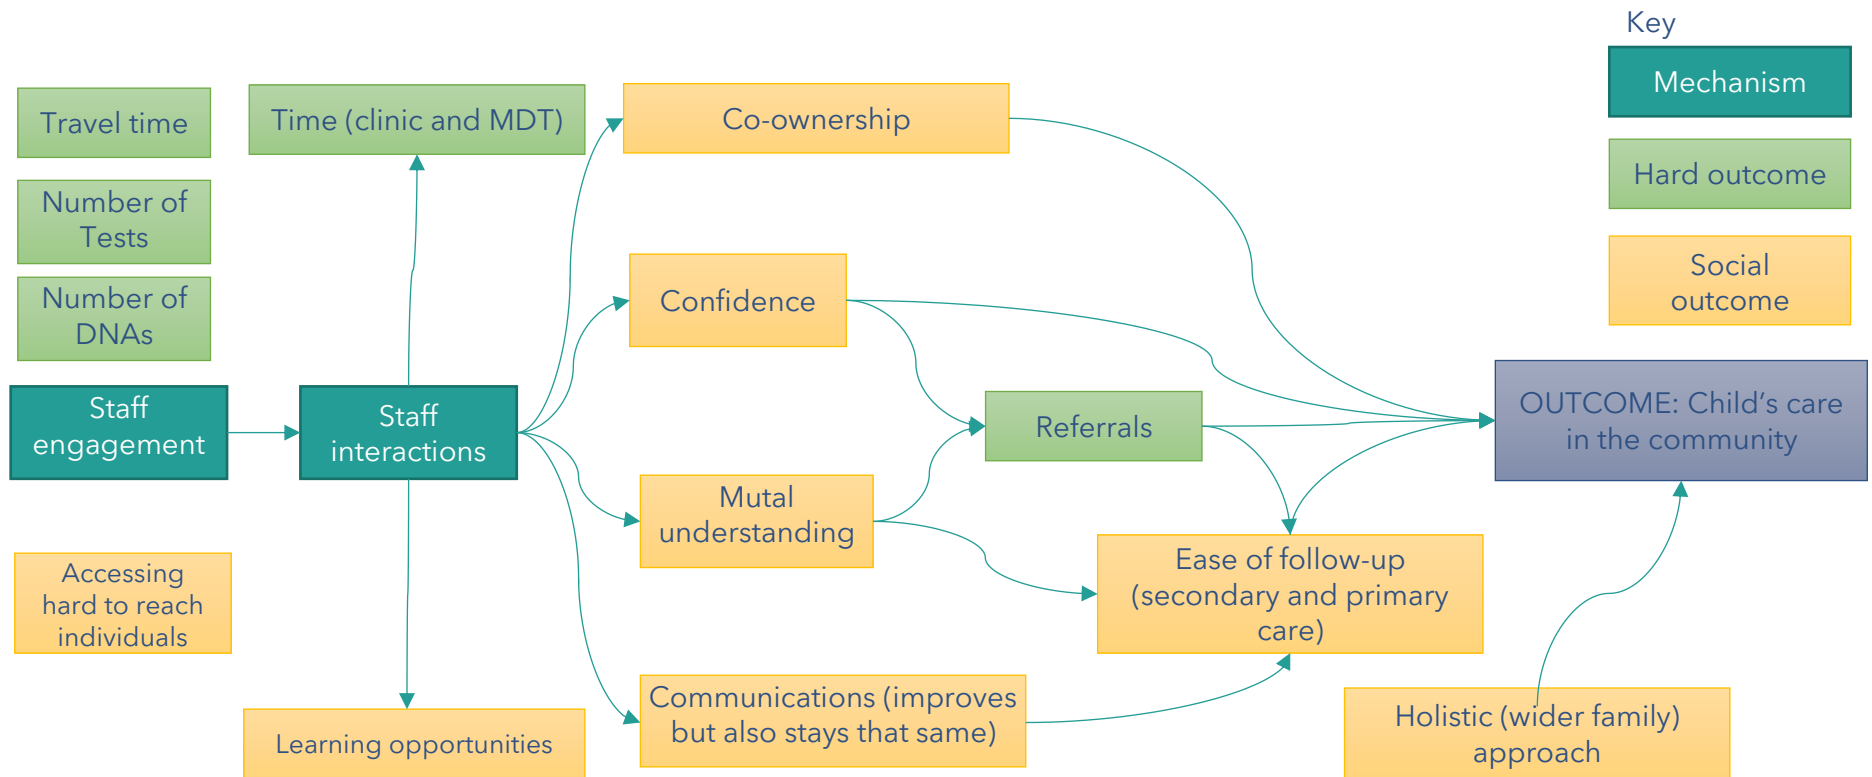 Key
Mechanism
Hard outcome
Social
outcome
Travel time
Number of
Tests
Number of
DNAs
Staff
engagement
Accessing
hard to reach
individuals
Time (clinic and MDT)
Staff
interactions
Learning opportunities
Co-ownership
Confidence
Mutal
understanding
Communications (improves
but also stays that same)
Referrals
Ease of follow-up
(secondary and primary
care)
OUTCOME: Child’s care
in the community
Holistic (wider family)
approach